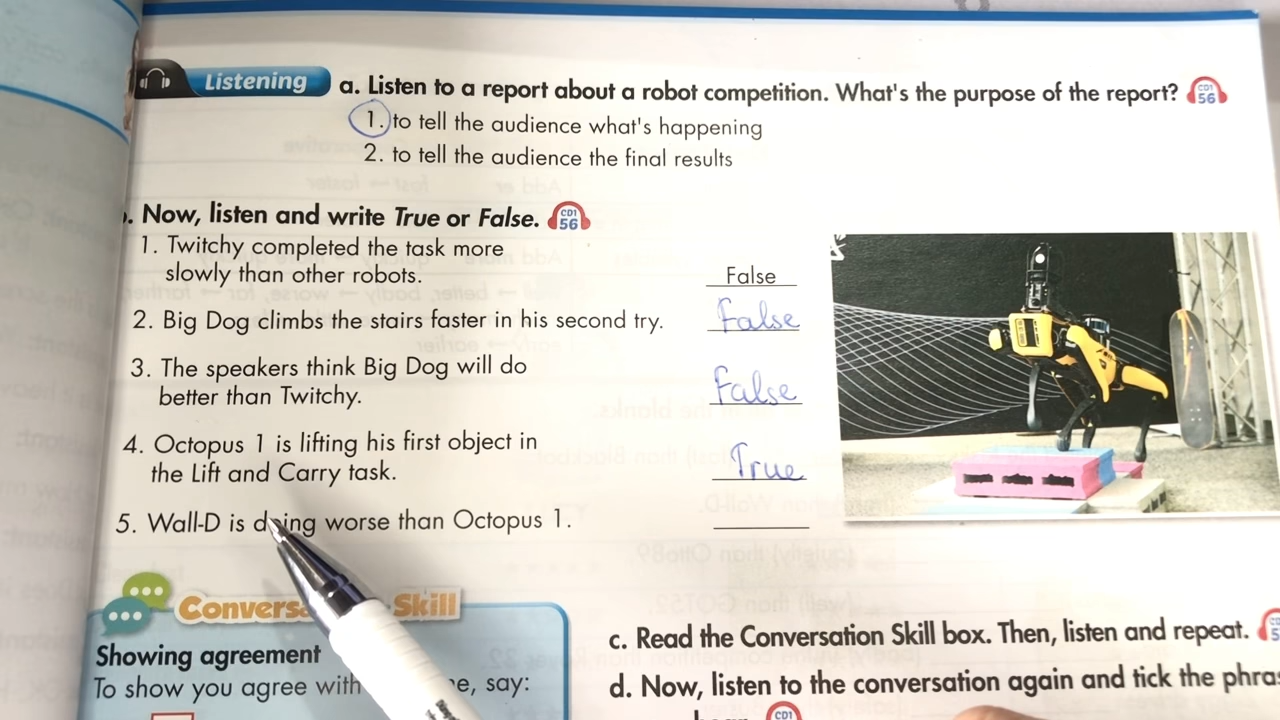 Listening
a. Listen to a report about a robot competition. What's the purpose of the report? CD1 56
1. to tell the audience what's happening
2. to tell the audience the final results
. Now, listen and write True or False. CD1 56
1. Twitchy completed the task more
slowly than other robots. False
2. Big Dog climbs the stairs faster in his second try. False
3. The speakers think Big Dog will do
better than Twitchy. False
4. Octopus 1 is lifting his first object in
the Lift and Carry task. True
5. Wall-D is doing worse than Octopus 1.
Skill
Showing agreement
To show you agree with say:
c. Read the Conversation Skill box. Then, listen and repeat.
d. Now, listen to the conversation again and tick the
CD1